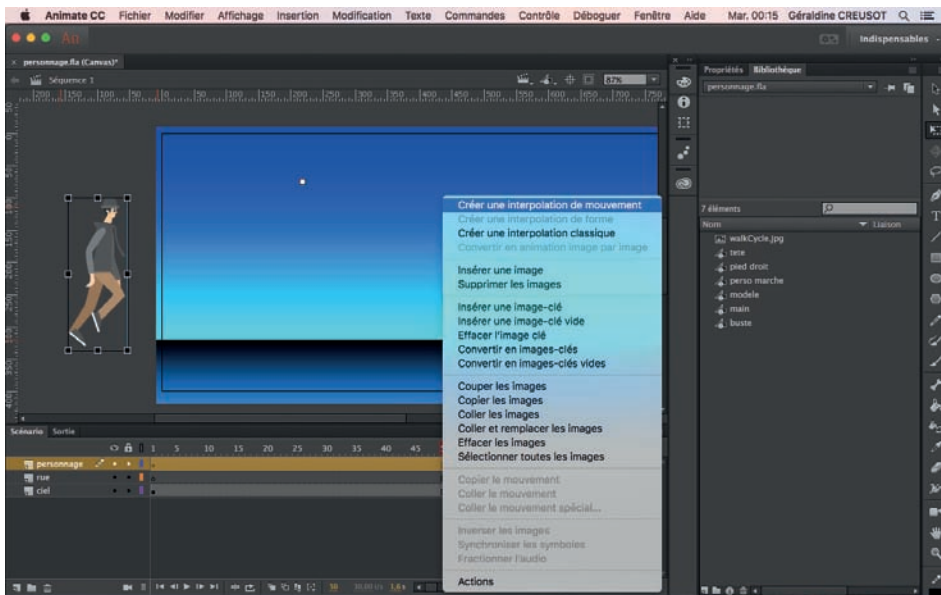 Animate CC Fichier Modifier Affichage Insertion Modification Texte Commandes Contrôle Déboguer Fenêtre Aide Mar. 00:15 Géraldine CREUSOT
An
Indispensables
× personnage.fla (Canvas)*
Séquence 1
87%
Propriétés Bibliothèque
personnage.fla
7 éléments
Nom Liaison
walkCycle.jpg
tete
pied droit
perso marche
modele
main
buste
Créer une interpolation de mouvement
Créer une interpolation de forme
Créer une interpolation classique
Convertir en animation image par image
Insérer une image
Supprimer les images
Insérer une image-clé
Insérer une image-clé vide
Effacer l'image clé
Convertir en images-clés
Convertir en images-clés vides
Couper les images
Copier les images
Coller les images
Coller et remplacer les images
Effacer les images
Sélectionner toutes les images
Copier le mouvement
Coller le mouvement
Coller le mouvement spécial...
Inverser les images
Synchroniser les symboles
Fractionner l'audio
Actions
Scénario Sortie
1 5 10 15 20 25 30 35 40 45
personnage
rue
ciel
50 30,00 i/s 1,6 s